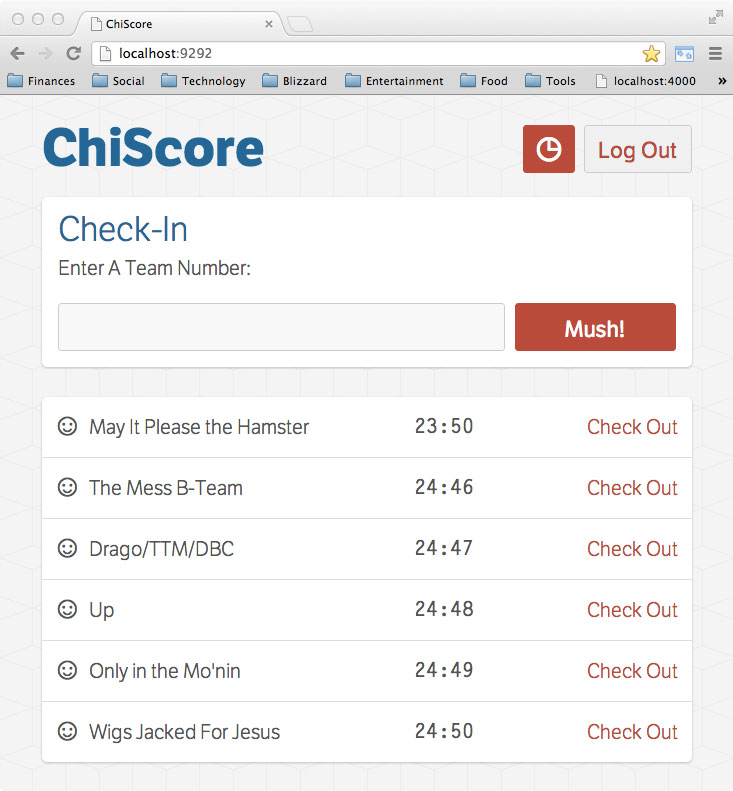 ChiScore
localhost:9292
Finances Social Technology Blizzard Entertainment Food Tools localhost:4000 »
ChiScore Log Out
Check-In
Enter A Team Number:
Mush!
May It Please the Hamster 23:50 Check Out
The Mess B-Team 24:46 Check Out
Drago/TTM/DBC 24:47 Check Out
Up 24:48 Check Out
Only in the Mo'nin 24:49 Check Out
Wigs Jacked For Jesus 24:50 Check Out